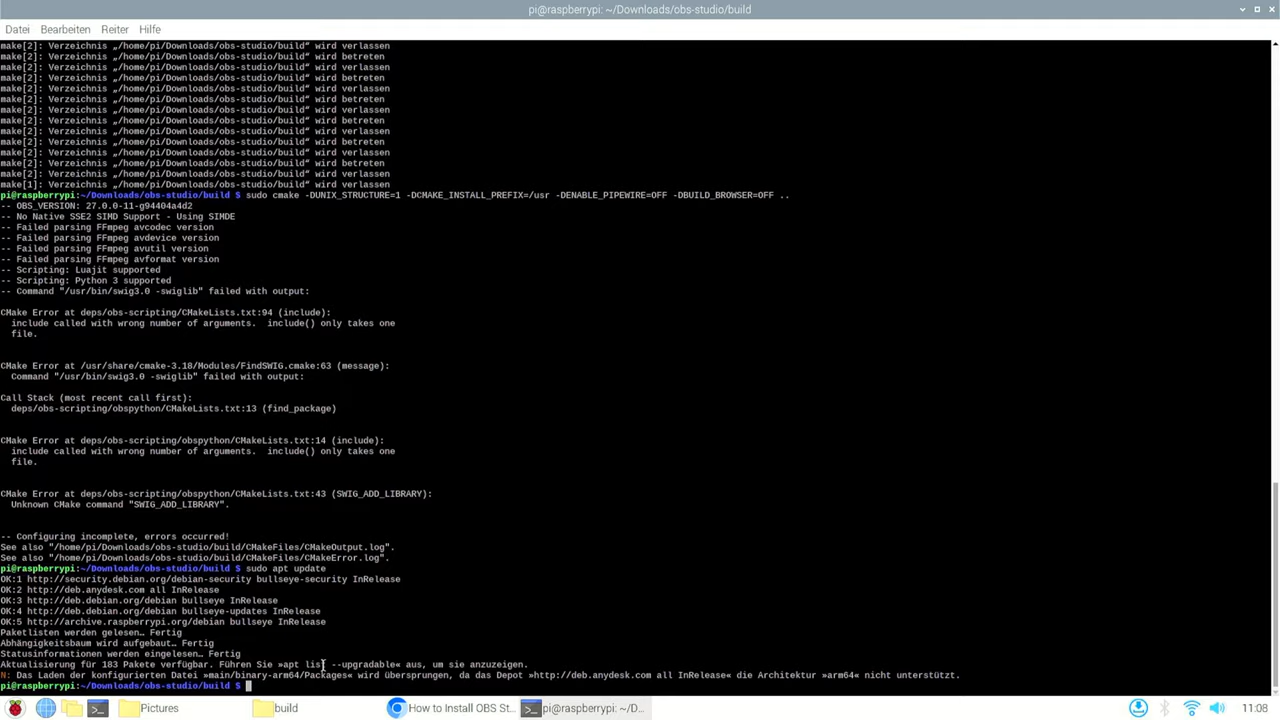 pi@raspberrypi: ~/Downloads/obs-studio/build
Datei Bearbeiten Reiter Hilfe
make[2]: Verzeichnis „/home/pi/Downloads/obs-studio/build“ wird verlassen
make[2]: Verzeichnis „/home/pi/Downloads/obs-studio/build“ wird betreten
make[2]: Verzeichnis „/home/pi/Downloads/obs-studio/build“ wird verlassen
make[2]: Verzeichnis „/home/pi/Downloads/obs-studio/build“ wird betreten
make[2]: Verzeichnis „/home/pi/Downloads/obs-studio/build“ wird verlassen
make[2]: Verzeichnis „/home/pi/Downloads/obs-studio/build“ wird betreten
make[2]: Verzeichnis „/home/pi/Downloads/obs-studio/build“ wird verlassen
make[2]: Verzeichnis „/home/pi/Downloads/obs-studio/build“ wird betreten
make[2]: Verzeichnis „/home/pi/Downloads/obs-studio/build“ wird verlassen
make[2]: Verzeichnis „/home/pi/Downloads/obs-studio/build“ wird betreten
make[2]: Verzeichnis „/home/pi/Downloads/obs-studio/build“ wird verlassen
make[2]: Verzeichnis „/home/pi/Downloads/obs-studio/build“ wird betreten
make[2]: Verzeichnis „/home/pi/Downloads/obs-studio/build“ wird verlassen
make[1]: Verzeichnis „/home/pi/Downloads/obs-studio/build“ wird verlassen
pi@raspberrypi:~/Downloads/obs-studio/build $ sudo cmake -DUNIX_STRUCTURE=1 -DCMAKE_INSTALL_PREFIX=/usr -DENABLE_PIPEWIRE=OFF -DBUILD_BROWSER=OFF ..
-- OBS_VERSION: 27.0.0-11-g94404a4d2
-- No Native SSE2 SIMD Support - Using SIMDE
-- Failed parsing FFmpeg avcodec version
-- Failed parsing FFmpeg avdevice version
-- Failed parsing FFmpeg avutil version
-- Failed parsing FFmpeg avformat version
-- Scripting: Luajit supported
-- Scripting: Python 3 supported
-- Command "/usr/bin/swig3.0 -swiglib" failed with output:
CMake Error at deps/obs-scripting/CMakeLists.txt:94 (include):
include called with wrong number of arguments. include() only takes one
file.
CMake Error at /usr/share/cmake-3.18/Modules/FindSWIG.cmake:63 (message):
Command "/usr/bin/swig3.0 -swiglib" failed with output:
Call Stack (most recent call first):
deps/obs-scripting/obspython/CMakeLists.txt:13 (find_package)
CMake Error at deps/obs-scripting/obspython/CMakeLists.txt:14 (include):
include called with wrong number of arguments. include() only takes one
file.
CMake Error at deps/obs-scripting/obspython/CMakeLists.txt:43 (SWIG_ADD_LIBRARY):
Unknown CMake command "SWIG_ADD_LIBRARY".
-- Configuring incomplete, errors occurred!
See also "/home/pi/Downloads/obs-studio/build/CMakeFiles/CMakeOutput.log".
See also "/home/pi/Downloads/obs-studio/build/CMakeFiles/CMakeError.log".
pi@raspberrypi:~/Downloads/obs-studio/build $ sudo apt update
OK:1 http://security.debian.org/debian-security bullseye-security InRelease
OK:2 http://deb.anydesk.com all InRelease
OK:3 http://deb.debian.org/debian bullseye InRelease
OK:4 http://deb.debian.org/debian bullseye-updates InRelease
OK:5 http://archive.raspberrypi.org/debian bullseye InRelease
Paketlisten werden gelesen… Fertig
Abhängigkeitsbaum wird aufgebaut… Fertig
Statusinformationen werden eingelesen… Fertig
Aktualisierung für 183 Pakete verfügbar. Führen Sie »apt list --upgradable« aus, um sie anzuzeigen.
N: Das Laden der konfigurierten Datei »main/binary-arm64/Packages« wird übersprungen, da das Depot »http://deb.anydesk.com all InRelease« die Architektur »arm64« nicht unterstützt.
pi@raspberrypi:~/Downloads/obs-studio/build $
Pictures build How to Install OBS St... pi@raspberrypi: ~/D... 11:08